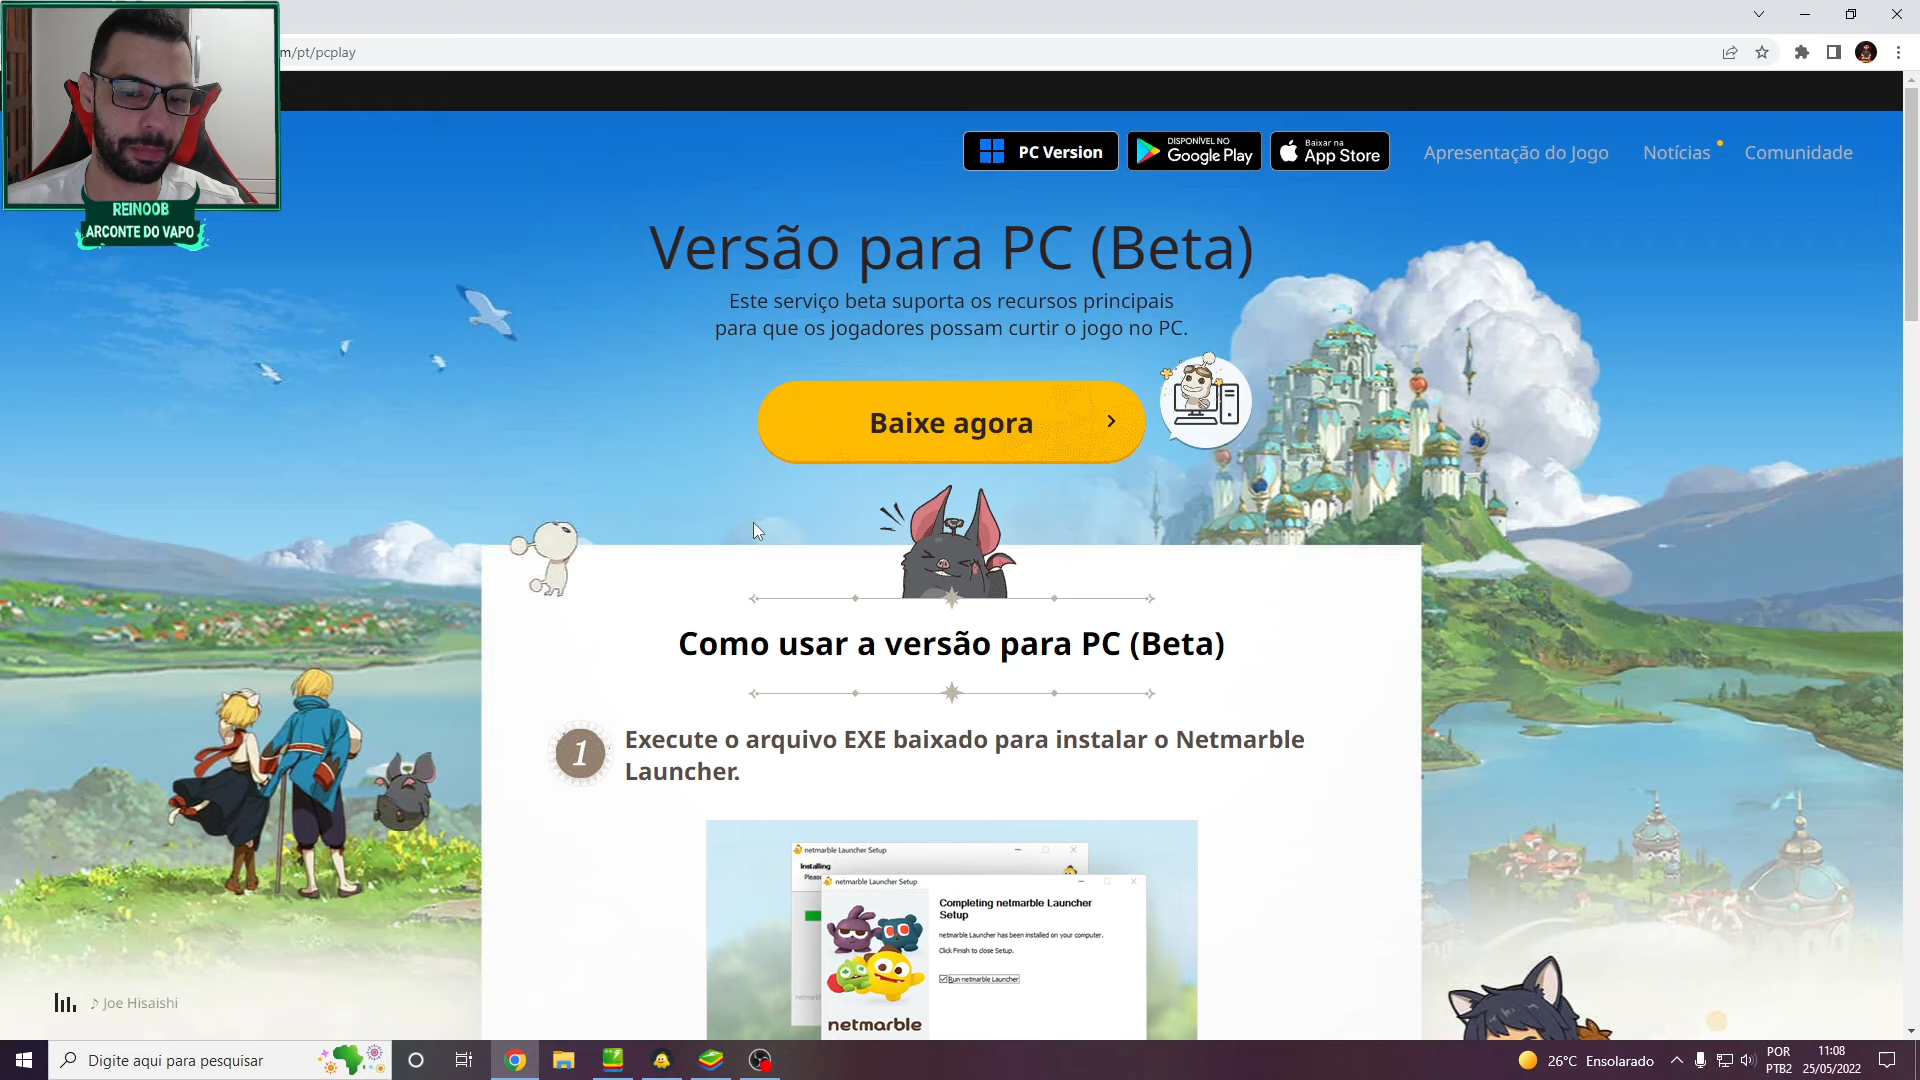 m/pt/pcplay
REINOOB
ARCONTE DO VAPO
PC Version
DISPONÍVEL NO
Google Play
Baixar na
App Store
Apresentação do Jogo
Notícias
Comunidade
Versão para PC (Beta)
Este serviço beta suporta os recursos principais
para que os jogadores possam curtir o jogo no PC.
Baixe agora
Como usar a versão para PC (Beta)
1
Execute o arquivo EXE baixado para instalar o Netmarble
Launcher.
netmarble Launcher Setup
Installing
Pleas
netmarble Launcher Setup
Completing netmarble Launcher
Setup
netmarble Launcher has been installed on your computer.
Click Finish to close Setup.
Run netmarble Launcher
netmarble
♪ Joe Hisaishi
Digite aqui para pesquisar
26°C Ensolarado
POR
PTB2
11:08
25/05/2022